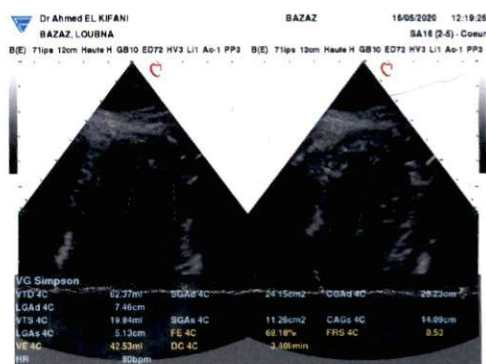 Dr Ahmed EL KIFANI BAZAZ 16/05/2020 12:19:26
BAZAZ, LOUBNA SA16 (2-5) - Coeur
B(E) 71ips 12cm Haute H GB10 ED72 HV3 Li1 Ao-1 PP3 B(E) 71ips 12cm Haute H GB10 ED72 HV3 Li1 Ao-1 PP3
VG Simpson
VTD 4C 62.37ml SGAd 4C 24.15cm2 CGAd 4C
LGAd 4C 7.46cm
VTS 4C 19.84ml SGAs 4C 11.26cm2 CAGs 4C 14.09cm
LGAs 4C 5.13cm FE 4C 68.18% FRS 4C 0.53
VE 4C 42.53ml DC 4C 3.40l/min
HR 80bpm